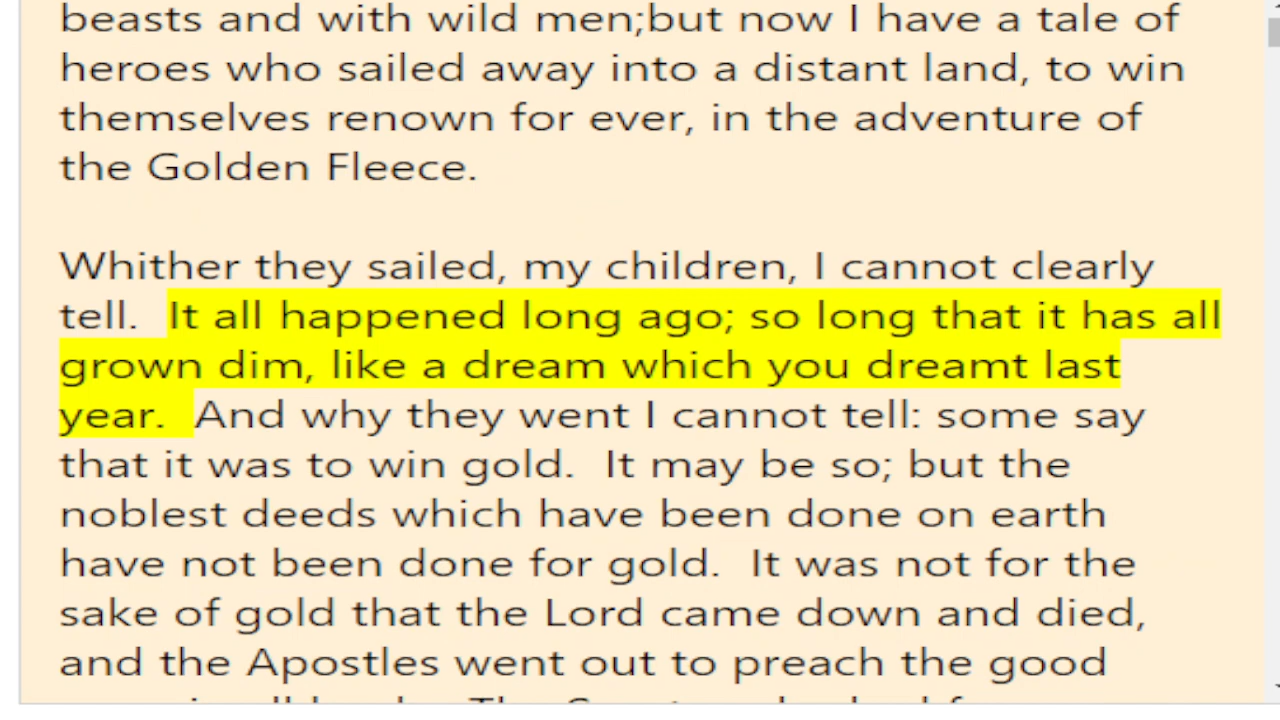 beasts and with wild men;but now I have a tale of
heroes who sailed away into a distant land, to win
themselves renown for ever, in the adventure of
the Golden Fleece.
Whither they sailed, my children, I cannot clearly
tell.  It all happened long ago; so long that it has all
grown dim, like a dream which you dreamt last
year.  And why they went I cannot tell: some say
that it was to win gold.  It may be so; but the
noblest deeds which have been done on earth
have not been done for gold.  It was not for the
sake of gold that the Lord came down and died,
and the Apostles went out to preach the good